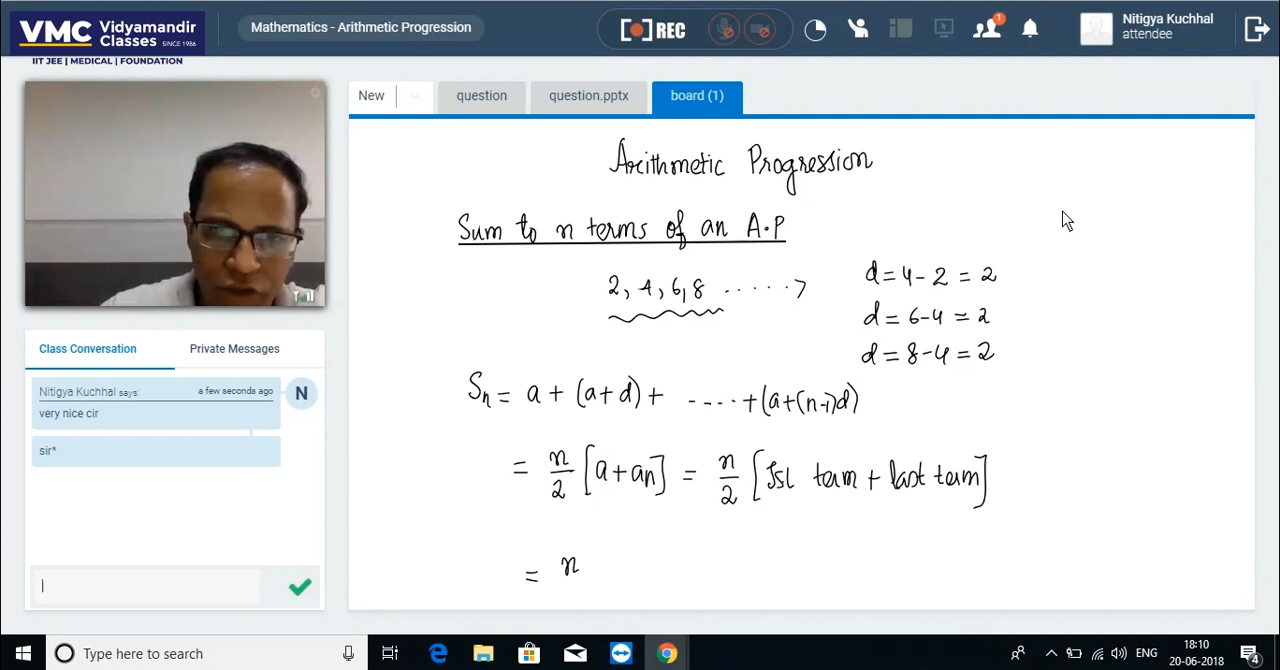 VMC Vidyamandir Classes SINCE 1986
IIT JEE | MEDICAL | FOUNDATION
Mathematics - Arithmetic Progression
REC
1
Nitigya Kuchhal
attendee
New
question
question.pptx
board (1)
Arithmetic Progression
Sum to n terms of an A.P
2, 4, 6, 8 ......>
d = 4 - 2 = 2
d = 6 - 4 = 2
d = 8 - 4 = 2
Sn = a + (a+d) + ---- + (a+(n-1)d)
= n/2 [a + an] = n/2 [fst term + last term]
= n
Class Conversation
Private Messages
Nitigya Kuchhal says:
a few seconds ago
N
very nice cir
sir*
Type here to search
ENG
18:10
20-06-2018
4